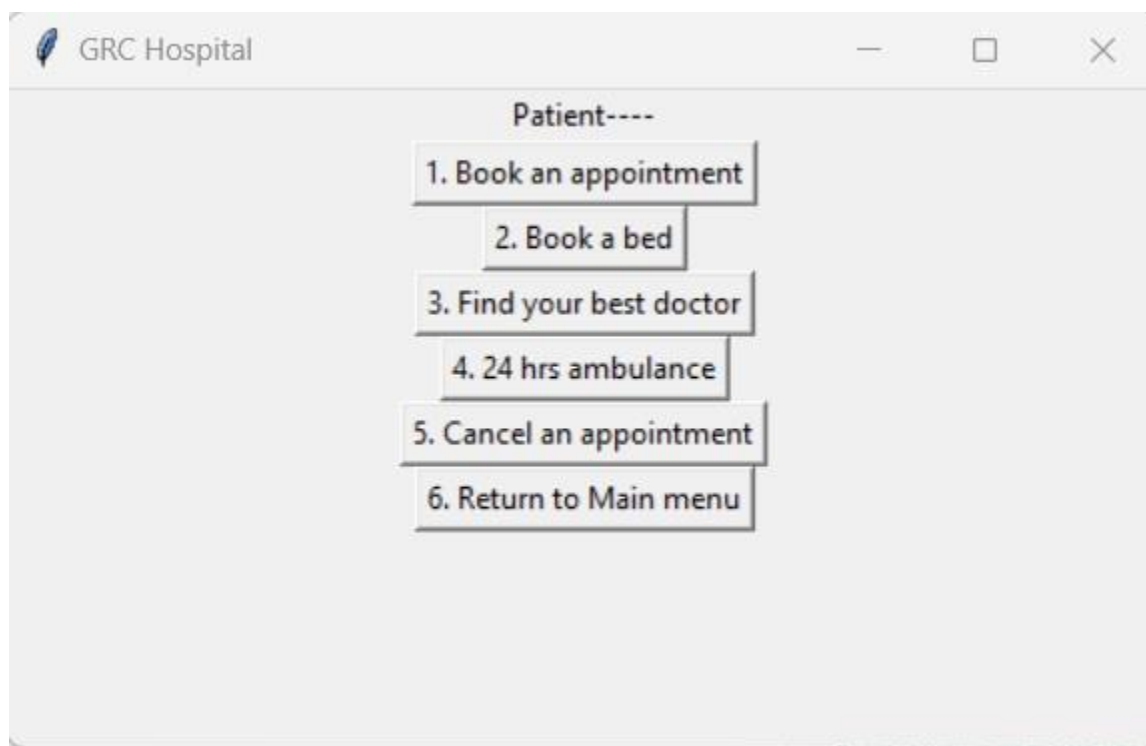 GRC Hospital
Patient----
1. Book an appointment
2. Book a bed
3. Find your best doctor
4. 24 hrs ambulance
5. Cancel an appointment
6. Return to Main menu